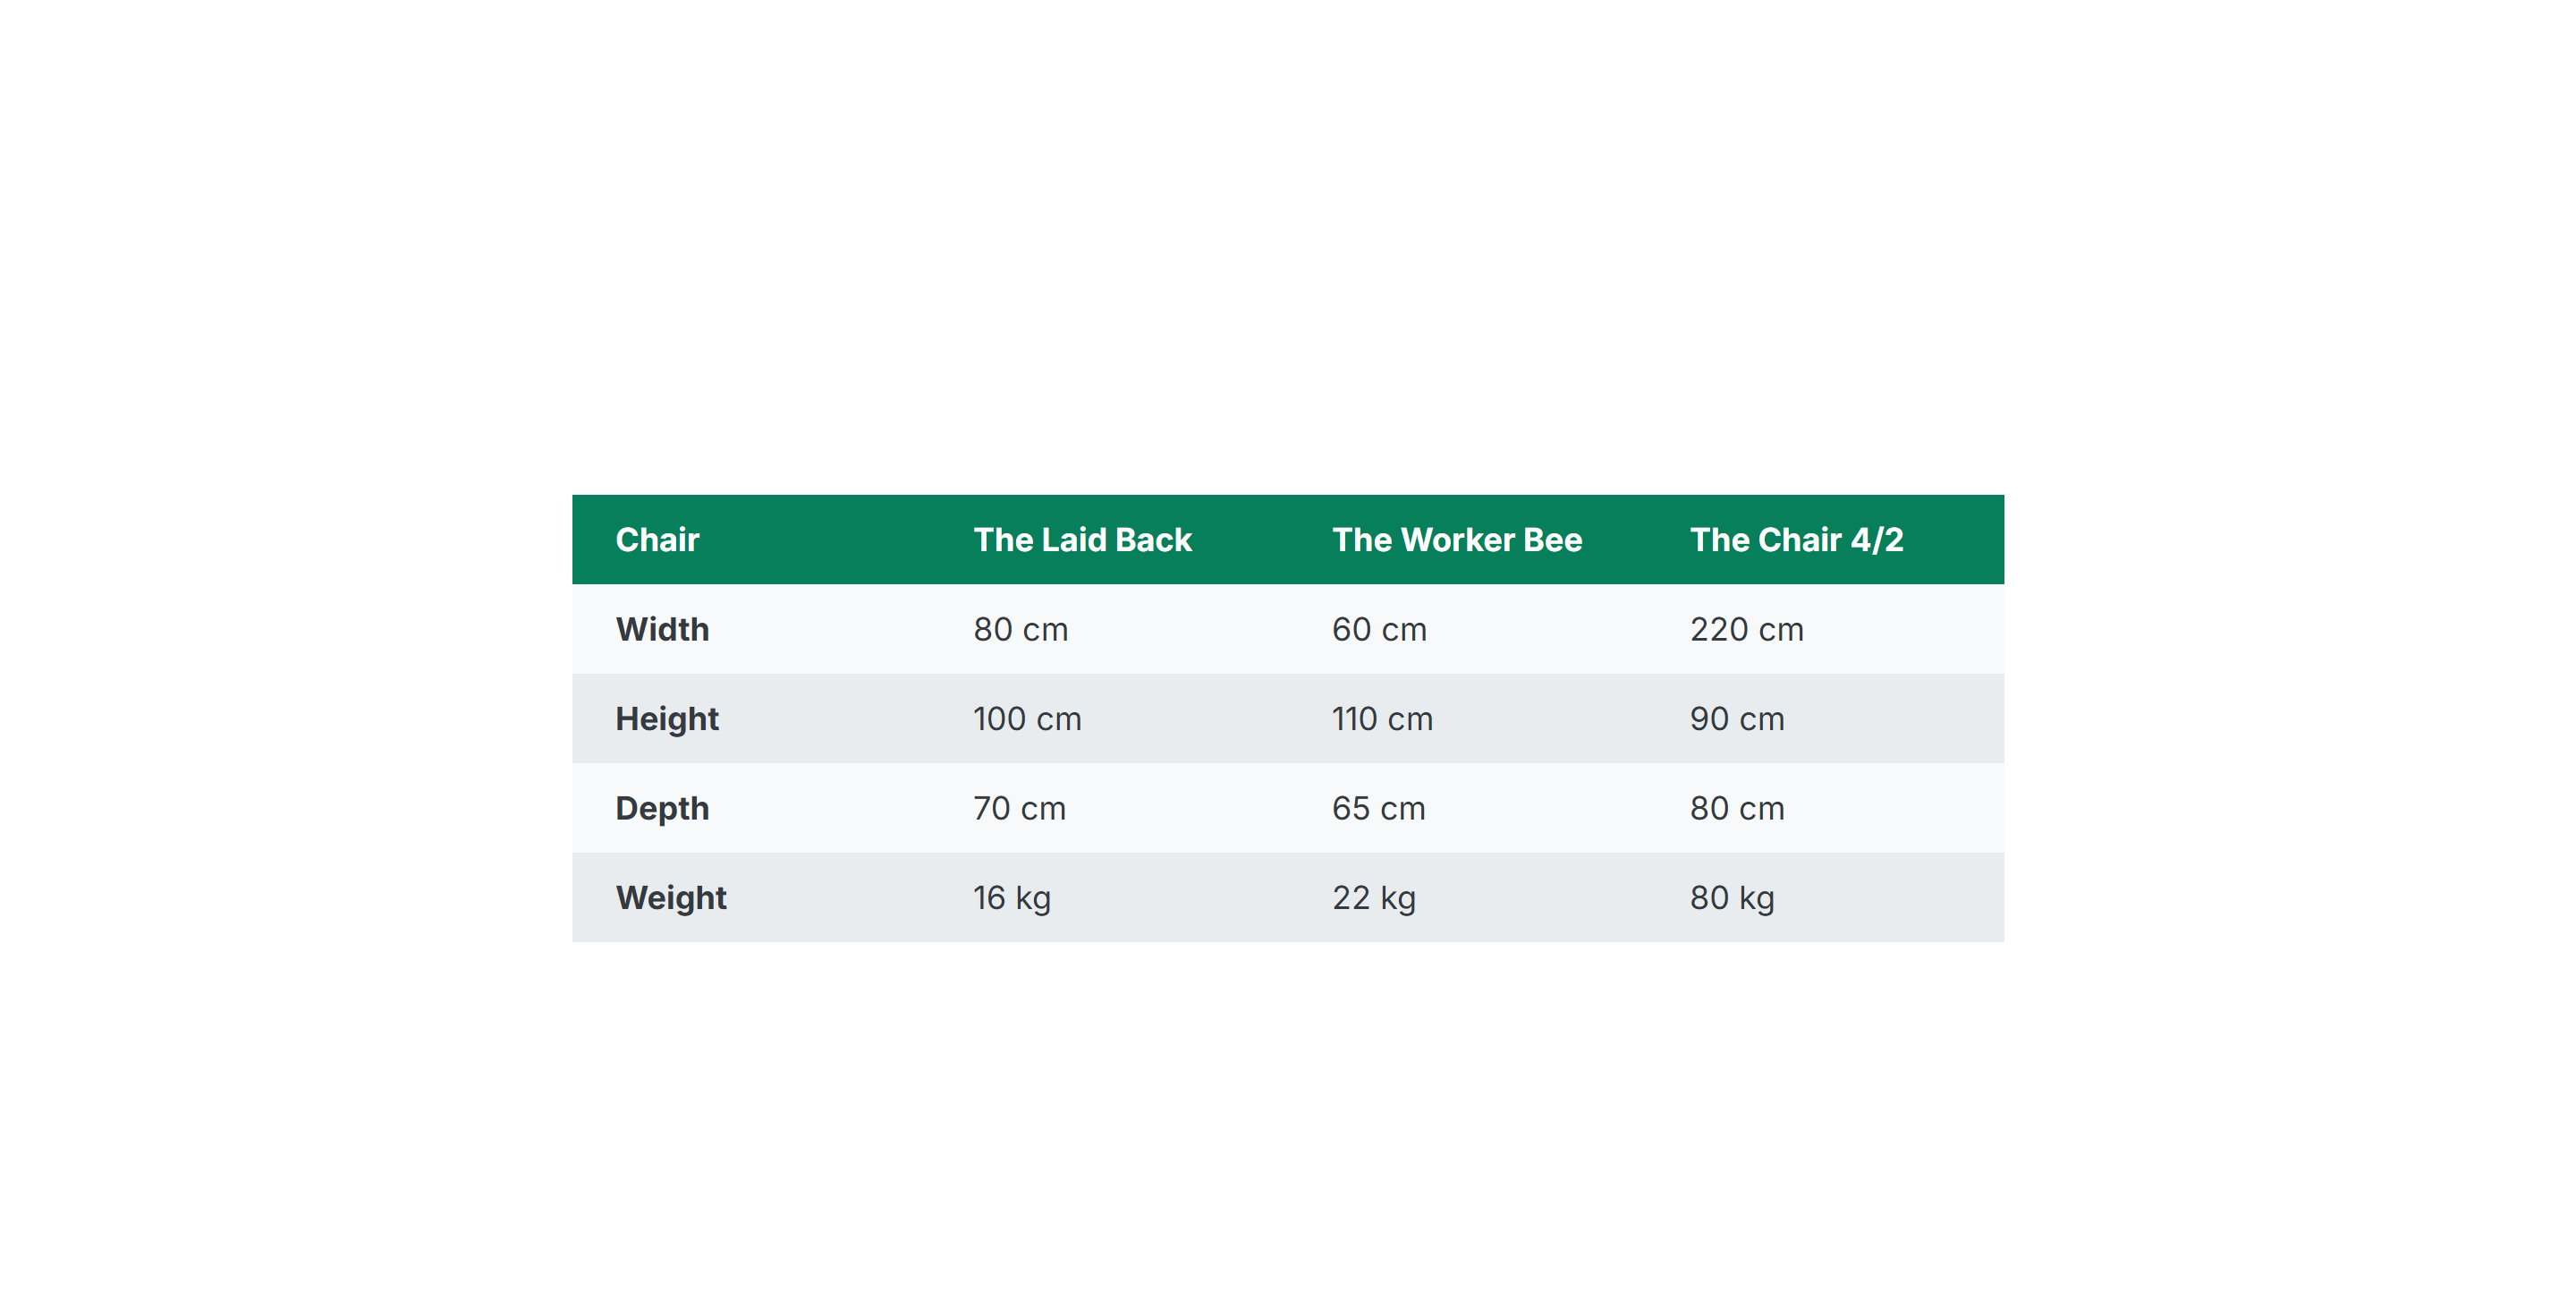 Chair The Laid Back The Worker Bee The Chair 4/2
Width 80 cm 60 cm 220 cm
Height 100 cm 110 cm 90 cm
Depth 70 cm 65 cm 80 cm
Weight 16 kg 22 kg 80 kg